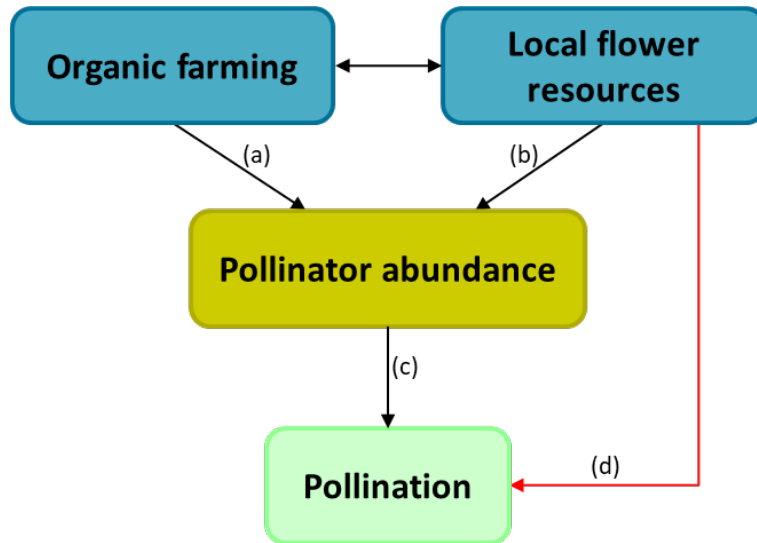 Organic farming
Local flower
resources
(a)
(b)
Pollinator abundance
(c)
(d)
Pollination